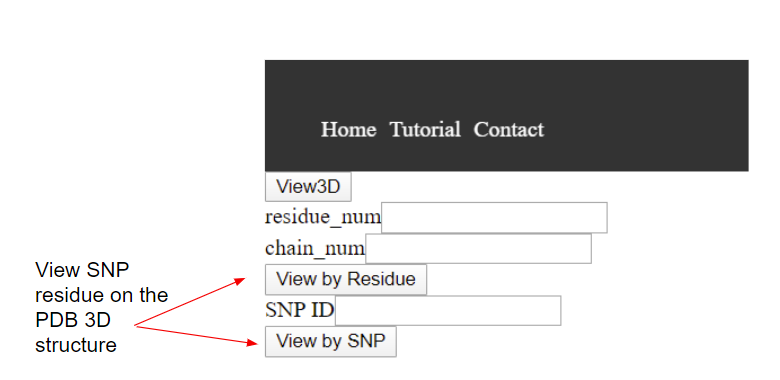 Home Tutorial Contact
View3D
residue_num
chain_num
View by Residue
SNP ID
View by SNP
View SNP
residue on the
PDB 3D
structure